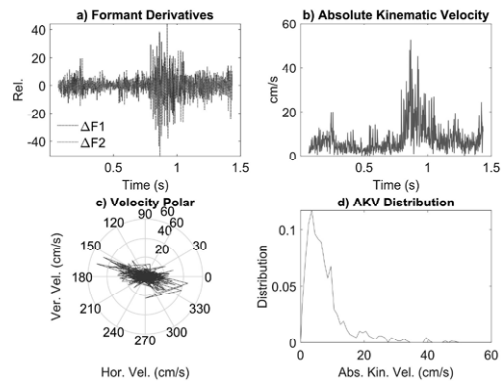 a) Formant Derivatives
40
20
0
-20
-40
Rel.
ΔF1
ΔF2
0.5
1
1.5
Time (s)
b) Absolute Kinematic Velocity
60
40
20
0
cm/s
0.5
1
1.5
Time (s)
c) Velocity Polar
90
60
60
40
20
120
150
30
180
0
210
330
240
300
270
Ver. Vel. (cm/s)
Hor. Vel. (cm/s)
d) AKV Distribution
0.1
0.05
0
Distribution
0
20
40
60
Abs. Kin. Vel. (cm/s)